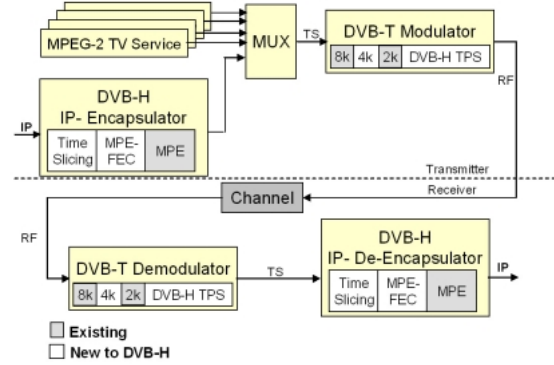 MPEG-2 TV Service
MUX
TS
DVB-T Modulator
8k 4k 2k DVB-H TPS
RF
DVB-H
IP- Encapsulator
IP
Time Slicing
MPE-FEC
MPE
Transmitter
Receiver
Channel
RF
DVB-T Demodulator
8k 4k 2k DVB-H TPS
TS
DVB-H
IP- De-Encapsulator
Time Slicing
MPE-FEC
MPE
IP
Existing
New to DVB-H